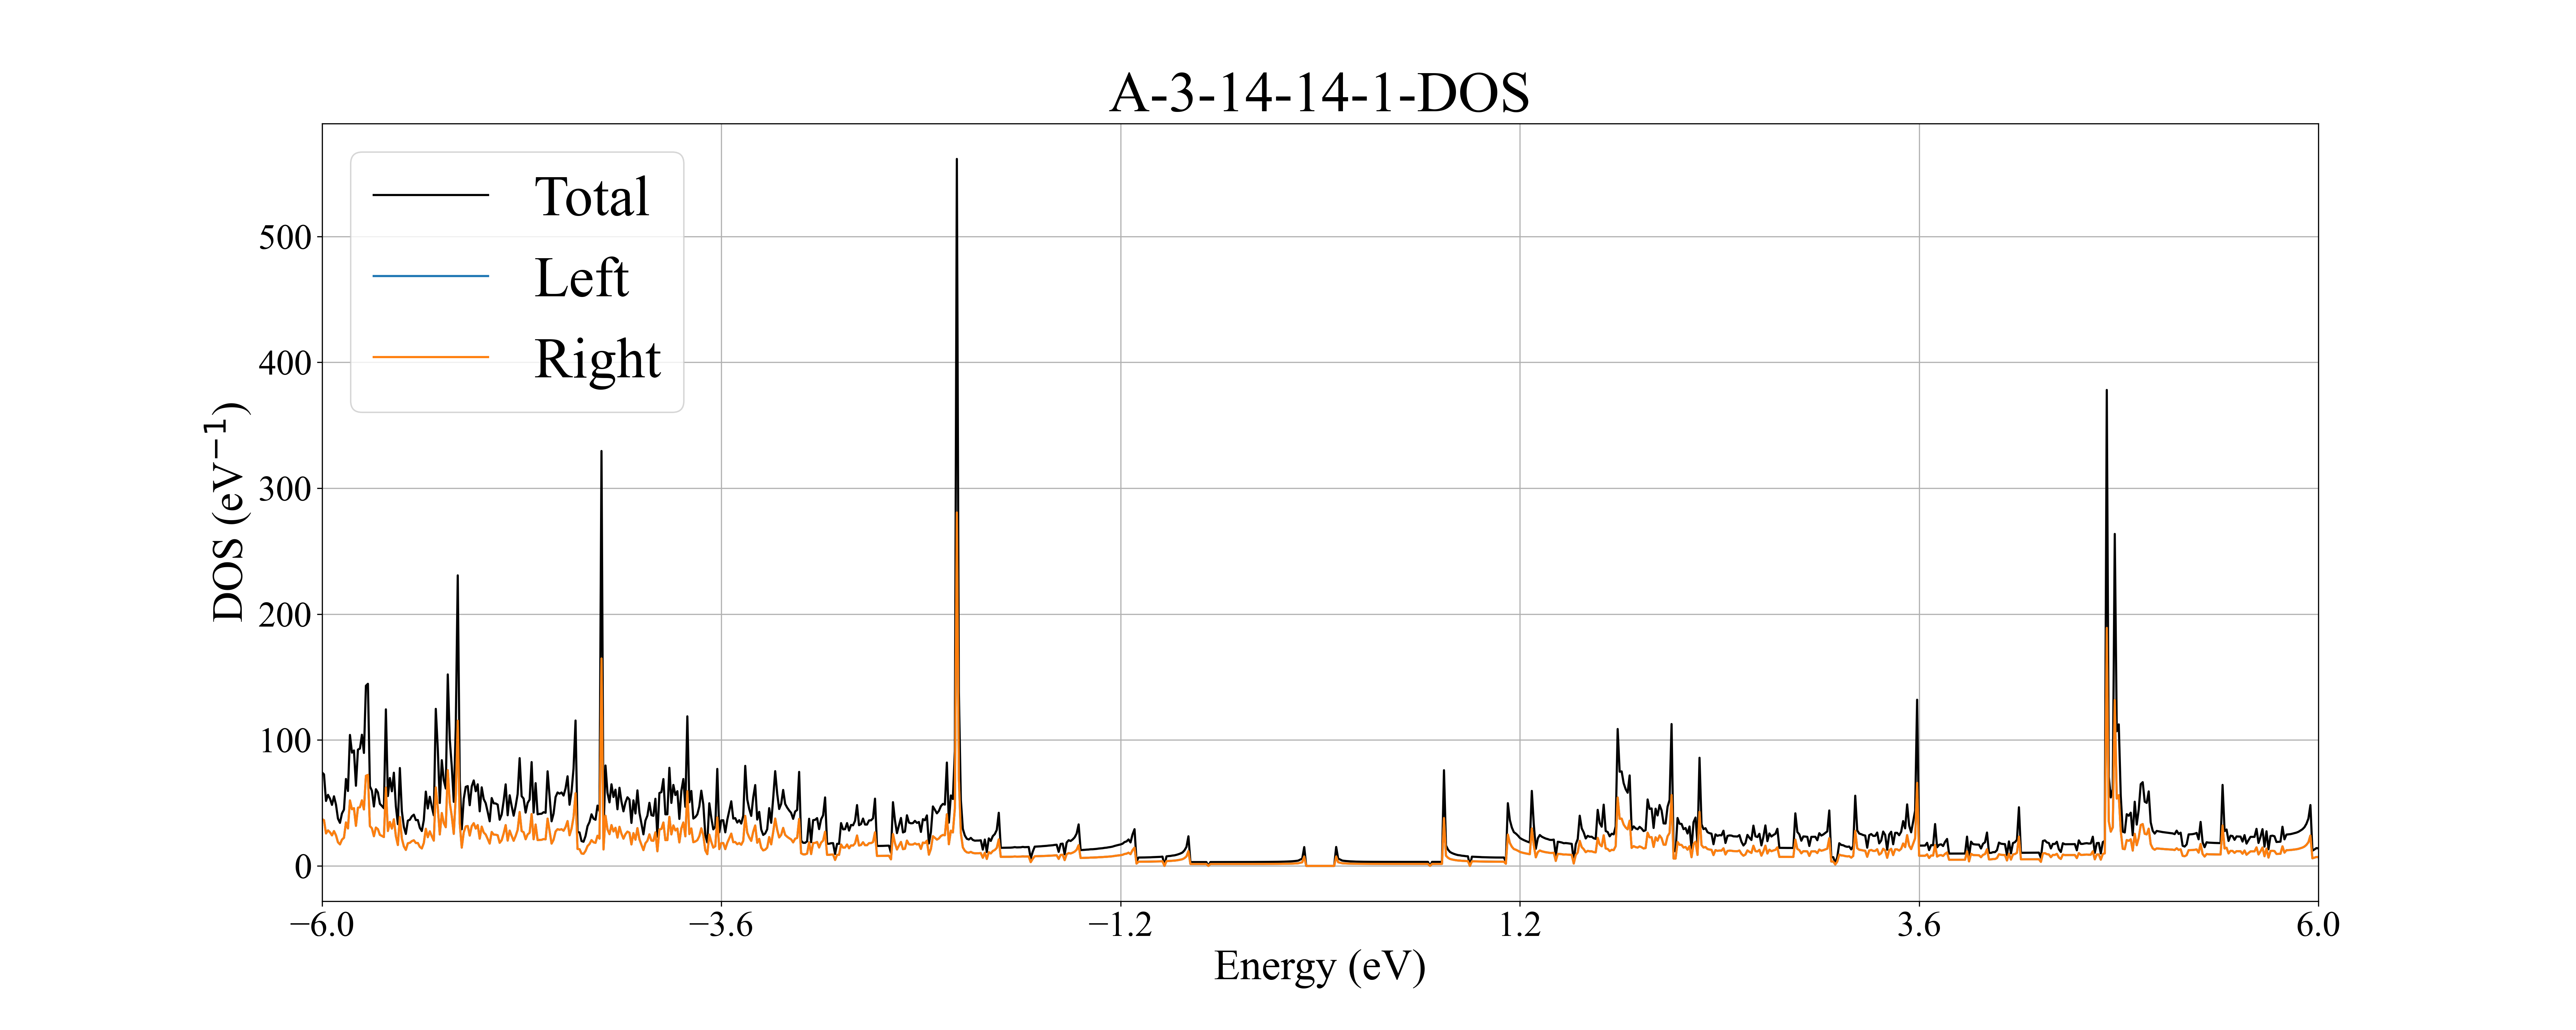 A-3-14-14-1-DOS
Total
Left
Right
500
400
300
200
100
0
DOS (eV⁻¹)
−6.0
−3.6
−1.2
1.2
3.6
6.0
Energy (eV)